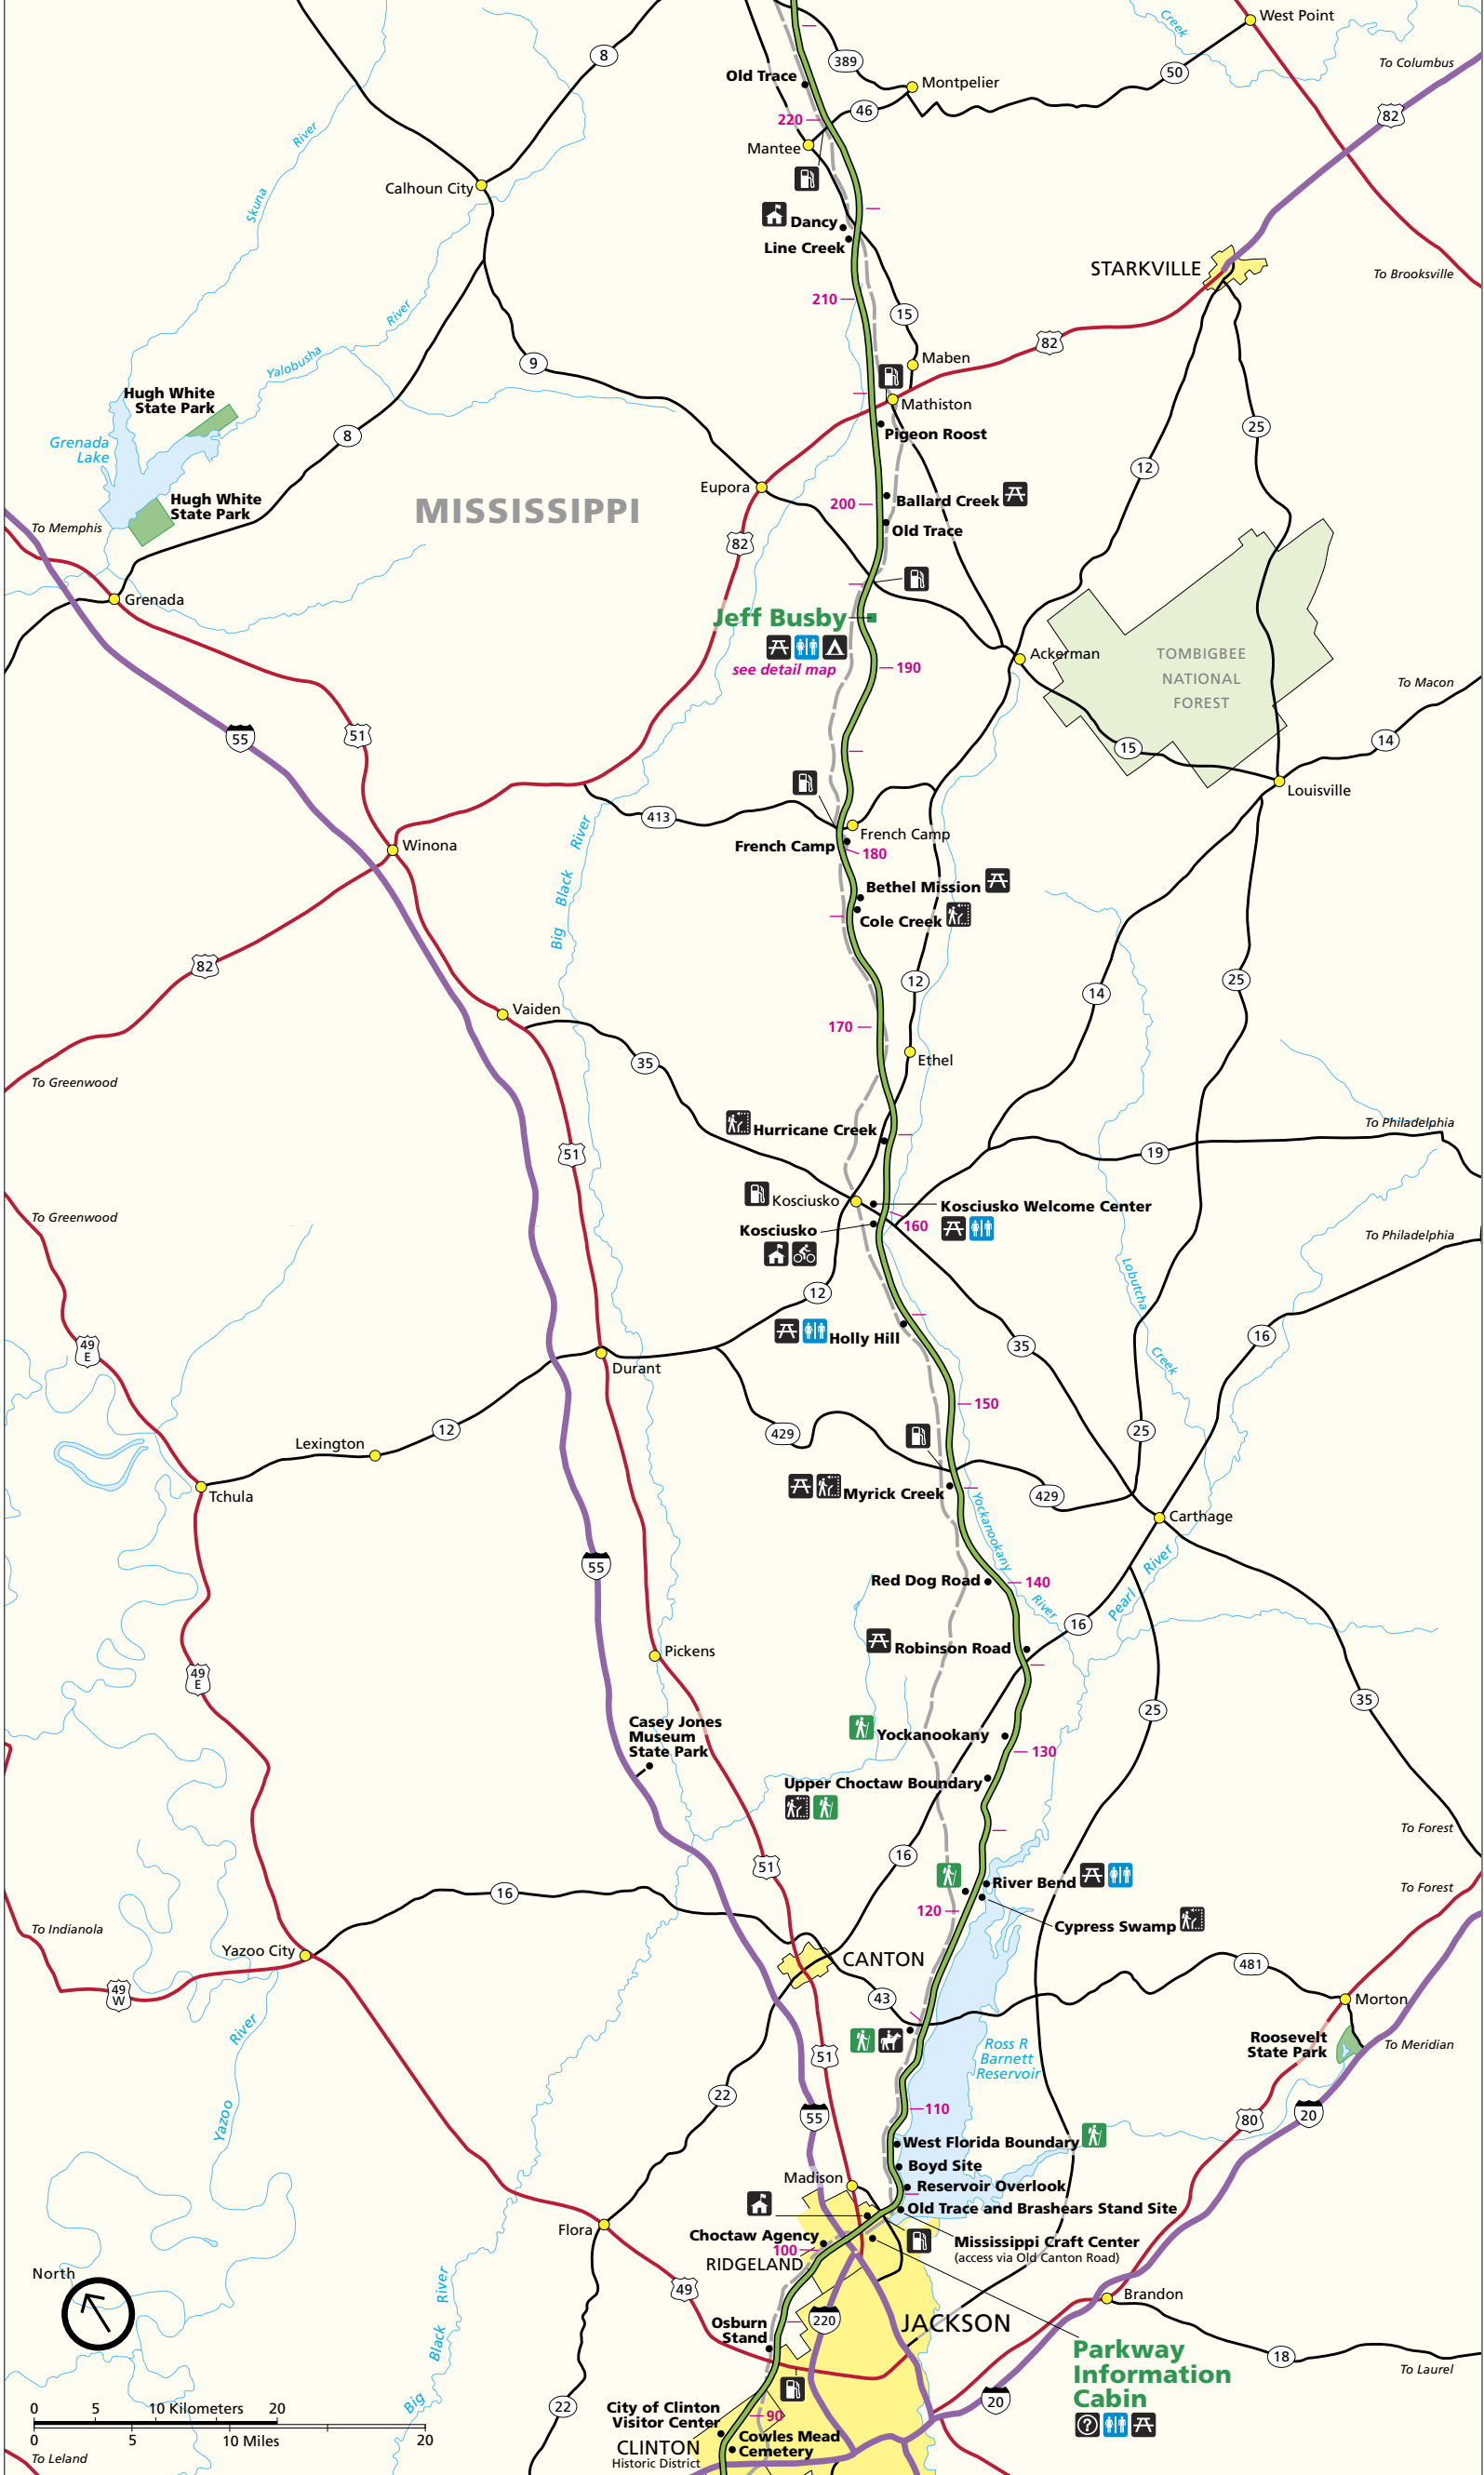 West Point
Creek
To Columbus
8
389
50
Old Trace
Montpelier
46
82
220
Mantee
River
Calhoun City
Skuna
Dancy
Line Creek
STARKVILLE
To Brooksville
210
River
15
82
Maben
Yalobusha
9
Hugh White
State Park
Mathiston
Grenada
Lake
8
Pigeon Roost
25
12
Eupora
Hugh White
State Park
MISSISSIPPI
Ballard Creek
200
To Memphis
Old Trace
82
Grenada
Jeff Busby
see detail map
190
Ackerman
TOMBIGBEE
NATIONAL
FOREST
To Macon
55
51
15
14
Louisville
413
French Camp
Big Black River
Winona
French Camp
180
Bethel Mission
Cole Creek
82
12
14
25
Vaiden
170
35
Ethel
To Greenwood
Hurricane Creek
To Philadelphia
51
19
Kosciusko
Kosciusko Welcome Center
To Greenwood
160
Kosciusko
To Philadelphia
Lobutcha
Creek
12
49
E
Holly Hill
35
16
Durant
150
Lexington
12
429
25
Tchula
Myrick Creek
429
Yockanookany
River
Carthage
55
Pearl River
Red Dog Road
140
16
Robinson Road
Pickens
49
E
35
25
Casey Jones
Museum
State Park
Yockanookany
130
Upper Choctaw Boundary
To Forest
51
16
River Bend
To Forest
16
120
Cypress Swamp
To Indianola
Yazoo City
CANTON
481
49
W
43
Morton
River
Yazoo
Roosevelt
State Park
To Meridian
51
Ross R
Barnett
Reservoir
22
55
110
80
20
West Florida Boundary
Boyd Site
Madison
Reservoir Overlook
Old Trace and Brashears Stand Site
Flora
Choctaw Agency
100
Mississippi Craft Center
(access via Old Canton Road)
RIDGELAND
North
49
Brandon
220
Osburn
Stand
JACKSON
Big Black River
Parkway
Information
Cabin
18
To Laurel
20
0 5 10 Kilometers 20
0 5 10 Miles 20
22
City of Clinton
Visitor Center
90
Cowles Mead
Cemetery
CLINTON
Historic District
To Leland